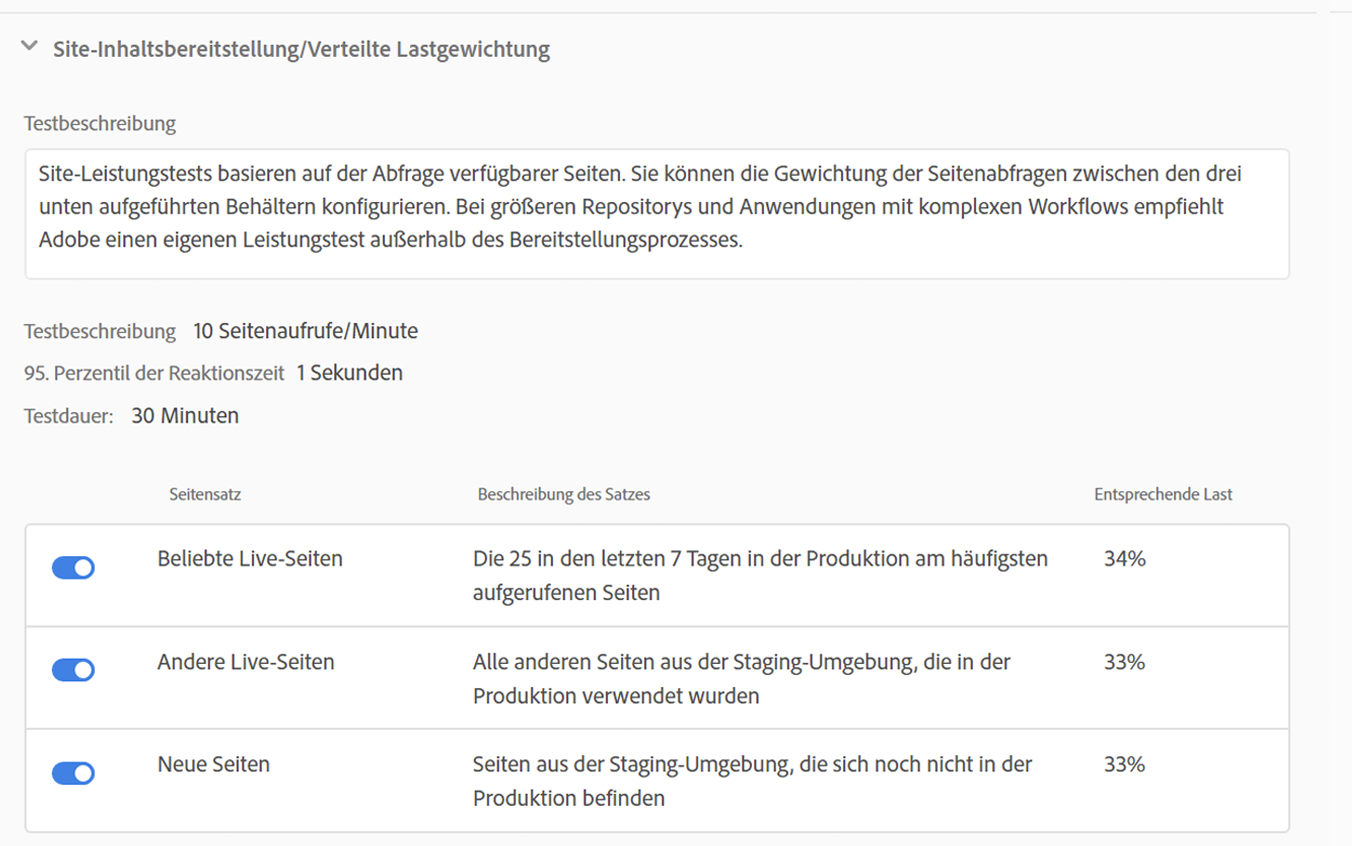 Site-Inhaltsbereitstellung/Verteilte Lastgewichtung
Testbeschreibung
Site-Leistungstests basieren auf der Abfrage verfügbarer Seiten. Sie können die Gewichtung der Seitenabfragen zwischen den drei
unten aufgeführten Behältern konfigurieren. Bei größeren Repositorys und Anwendungen mit komplexen Workflows empfiehlt
Adobe einen eigenen Leistungstest außerhalb des Bereitstellungsprozesses.
Testbeschreibung 10 Seitenaufrufe/Minute
95. Perzentil der Reaktionszeit 1 Sekunden
Testdauer: 30 Minuten
Seitensatz Beschreibung des Satzes Entsprechende Last
Beliebte Live-Seiten Die 25 in den letzten 7 Tagen in der Produktion am häufigsten 34%
aufgerufenen Seiten
Andere Live-Seiten Alle anderen Seiten aus der Staging-Umgebung, die in der 33%
Produktion verwendet wurden
Neue Seiten Seiten aus der Staging-Umgebung, die sich noch nicht in der 33%
Produktion befinden